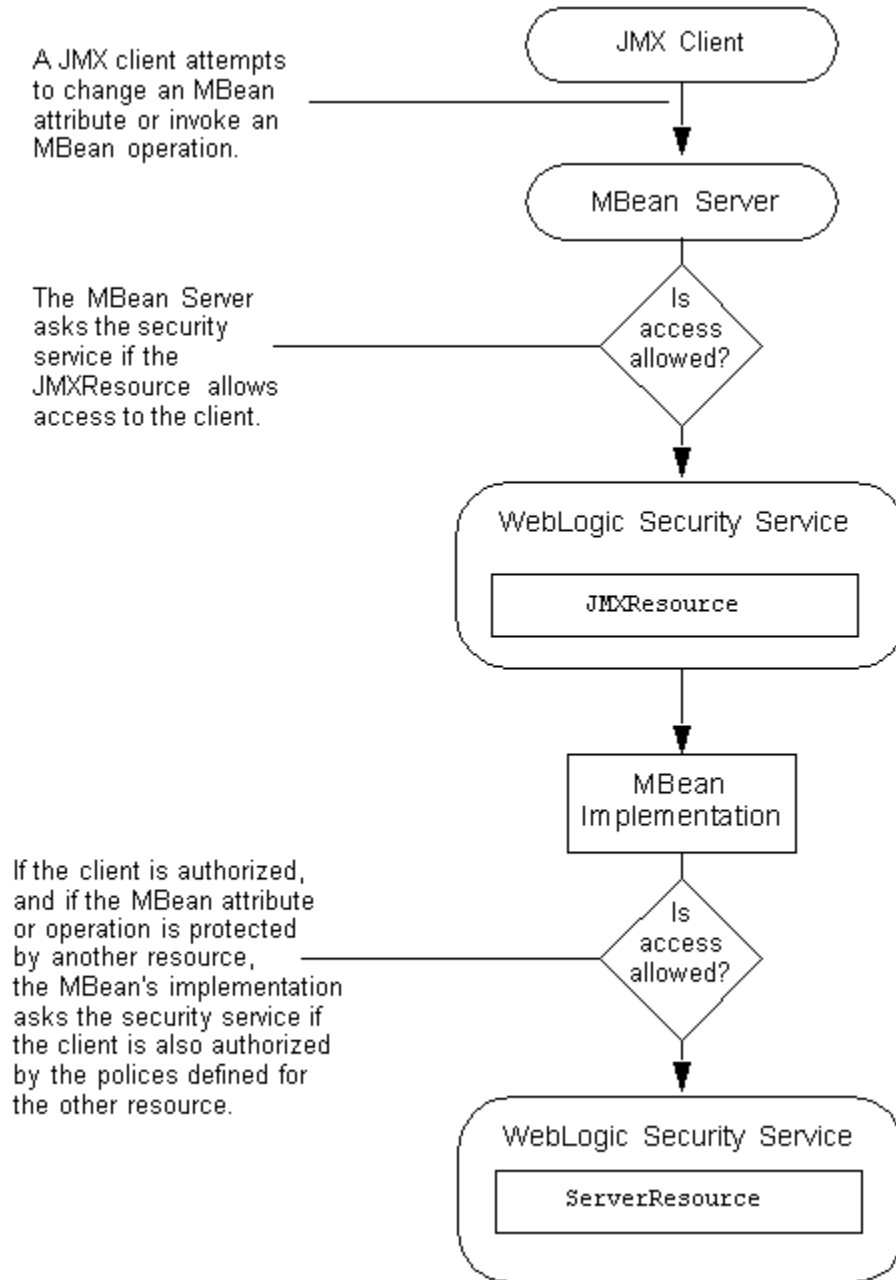 JMX Client
A JMX client attempts
to change an MBean
attribute or invoke an
MBean operation.
MBean Server
The MBean Server
asks the security
service if the
JMXResource allows
access to the client.
Is
access
allowed?
WebLogic Security Service
JMXResource
MBean
Implementation
If the client is authorized,
and if the MBean attribute
or operation is protected
by another resource,
the MBean's implementation
asks the security service if
the client is also authorized
by the polices defined for
the other resource.
Is
access
allowed?
WebLogic Security Service
ServerResource